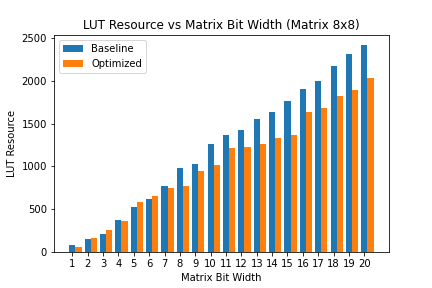 LUT Resource vs Matrix Bit Width (Matrix 8x8)
Baseline
Optimized
LUT Resource
2500
2000
1500
1000
500
0
1 2 3 4 5 6 7 8 9 10 11 12 13 14 15 16 17 18 19 20
Matrix Bit Width